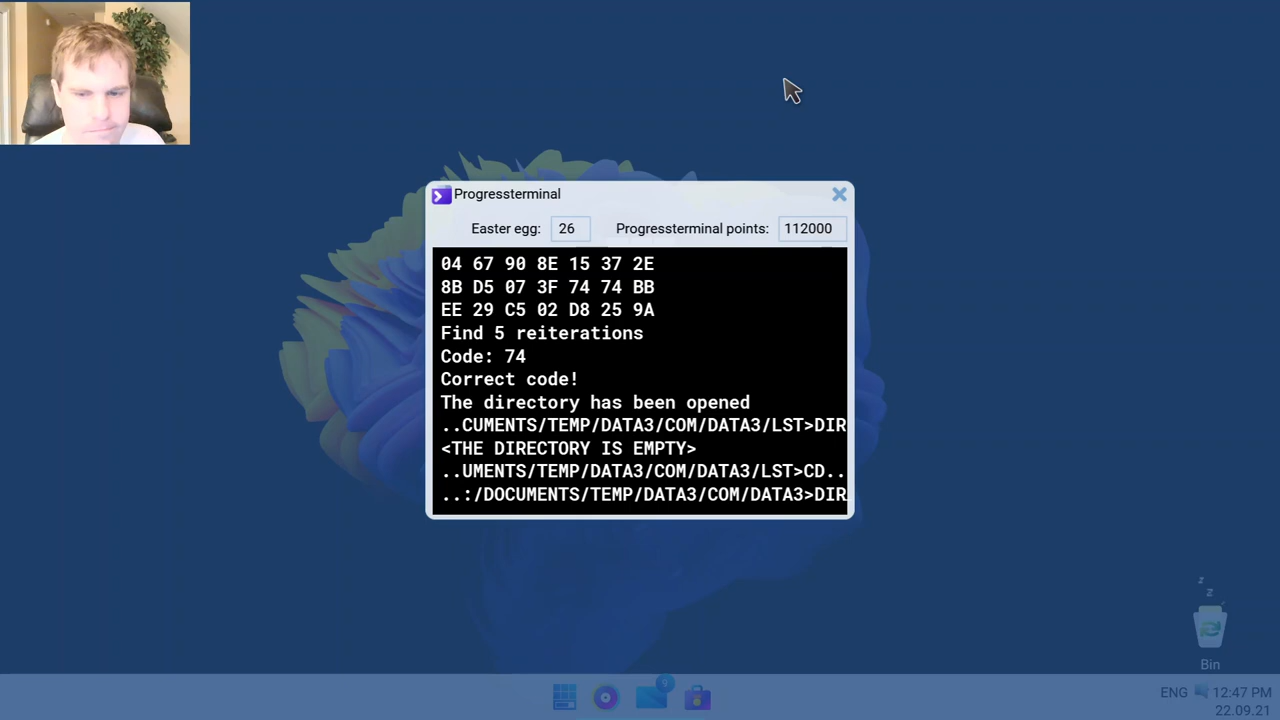 Progressterminal
Easter egg: 26 Progressterminal points: 112000
04 67 90 8E 15 37 2E
8B D5 07 3F 74 74 BB
EE 29 C5 02 D8 25 9A
Find 5 reiterations
Code: 74
Correct code!
The directory has been opened
..CUMENTS/TEMP/DATA3/COM/DATA3/LST>DIR
<THE DIRECTORY IS EMPTY>
..UMENTS/TEMP/DATA3/COM/DATA3/LST>CD..
..:/DOCUMENTS/TEMP/DATA3/COM/DATA3>DIR
z
z
Bin
9
ENG 12:47 PM
22.09.21